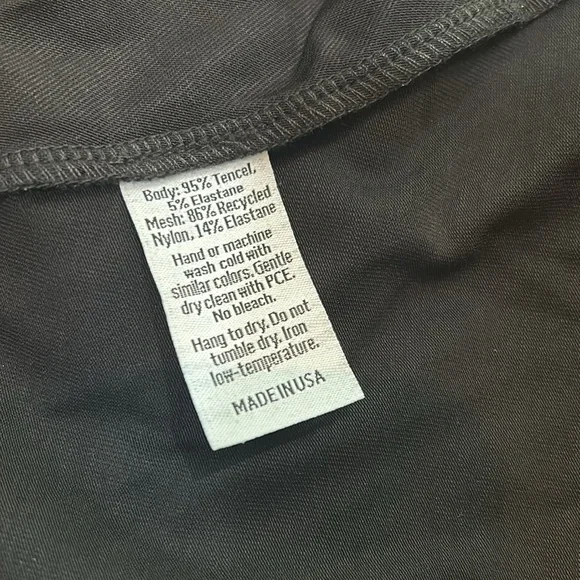 Body: 95% Tencel,
5% Elastane
Mesh: 86% Recycled
Nylon, 14% Elastane
Hand or machine
wash cold with
similar colors. Gentle
dry clean with PCE.
No bleach.
Hang to dry. Do not
tumble dry. Iron
low-temperature.
MADEINUSA